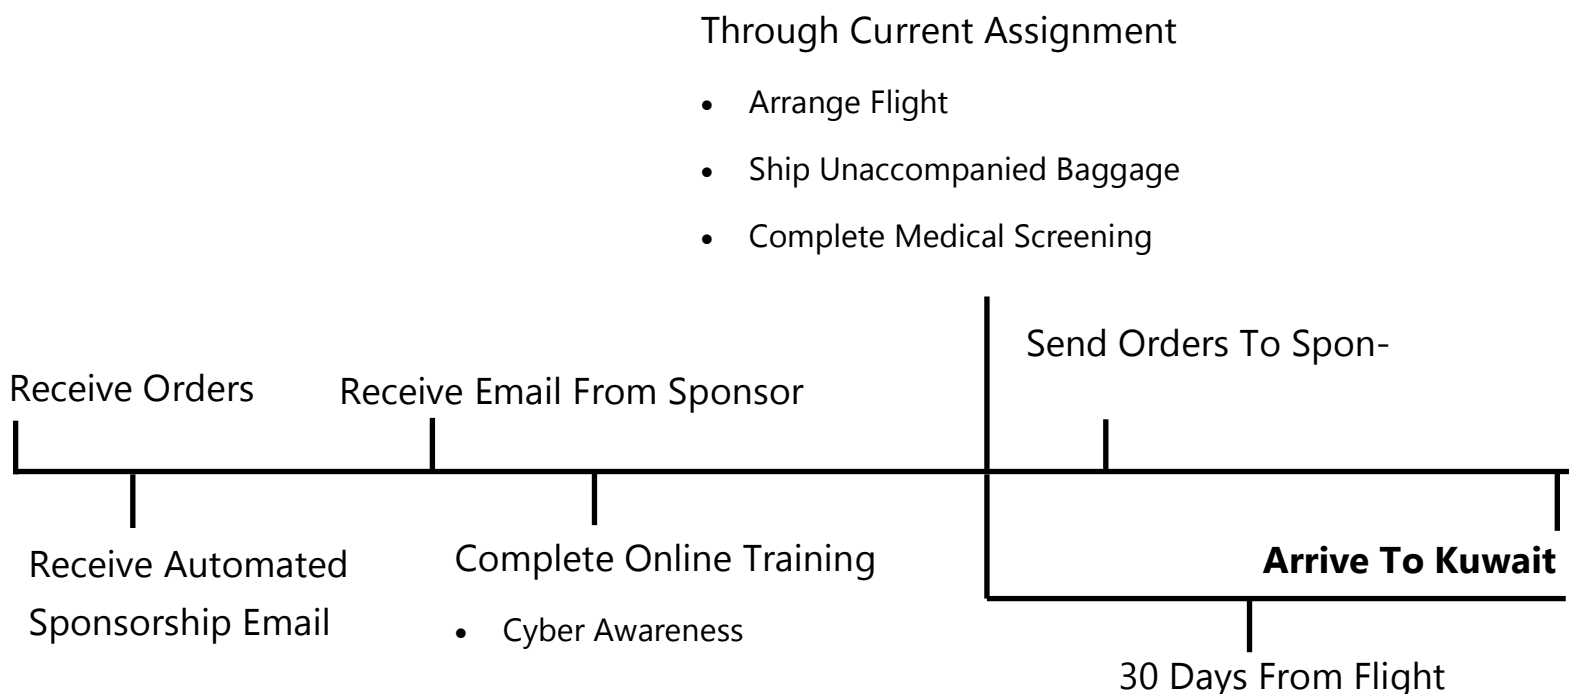 Through Current Assignment
• Arrange Flight
• Ship Unaccompanied Baggage
• Complete Medical Screening
Send Orders To Spon-
Receive Orders
Receive Email From Sponsor
Receive Automated
Sponsorship Email
Complete Online Training
• Cyber Awareness
Arrive To Kuwait
30 Days From Flight